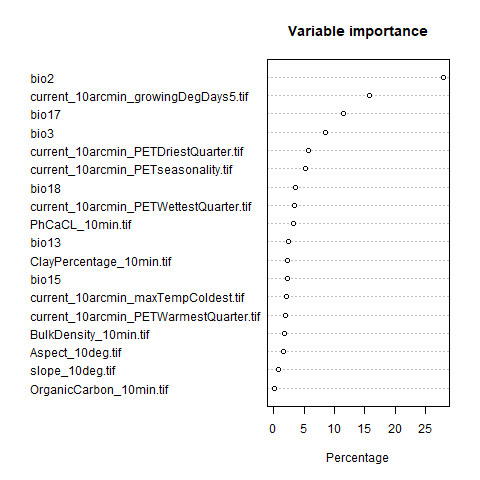 Variable importance
bio2
current_10arcmin_growingDegDays5.tif
bio17
bio3
current_10arcmin_PETDriestQuarter.tif
current_10arcmin_PETseasonality.tif
bio18
current_10arcmin_PETWettestQuarter.tif
PhCaCL_10min.tif
bio13
ClayPercentage_10min.tif
bio15
current_10arcmin_maxTempColdest.tif
current_10arcmin_PETWarmestQuarter.tif
BulkDensity_10min.tif
Aspect_10deg.tif
slope_10deg.tif
OrganicCarbon_10min.tif
0 5 10 15 20 25
Percentage